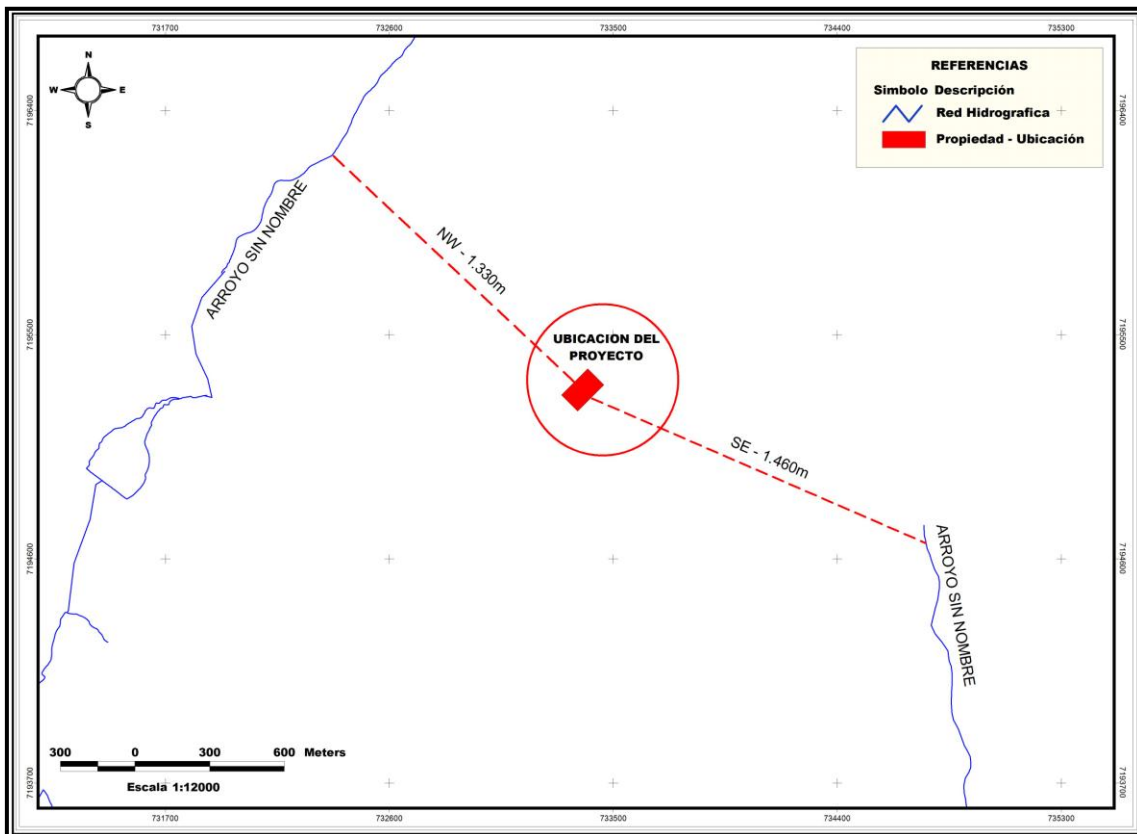 731700
732600
733500
734400
735300
N
W
E
S
REFERENCIAS
Simbolo Descripción
Red Hidrografica
Propiedad - Ubicación
7196400
7196400
ARROYO SIN NOMBRE
NW - 1.330m
7195500
7195500
UBICACION DEL
PROYECTO
SE - 1.460m
7194600
7194600
ARROYO SIN NOMBRE
300 0 300 600 Meters
Escala 1:12000
7193700
7193700
731700
732600
733500
734400
735300